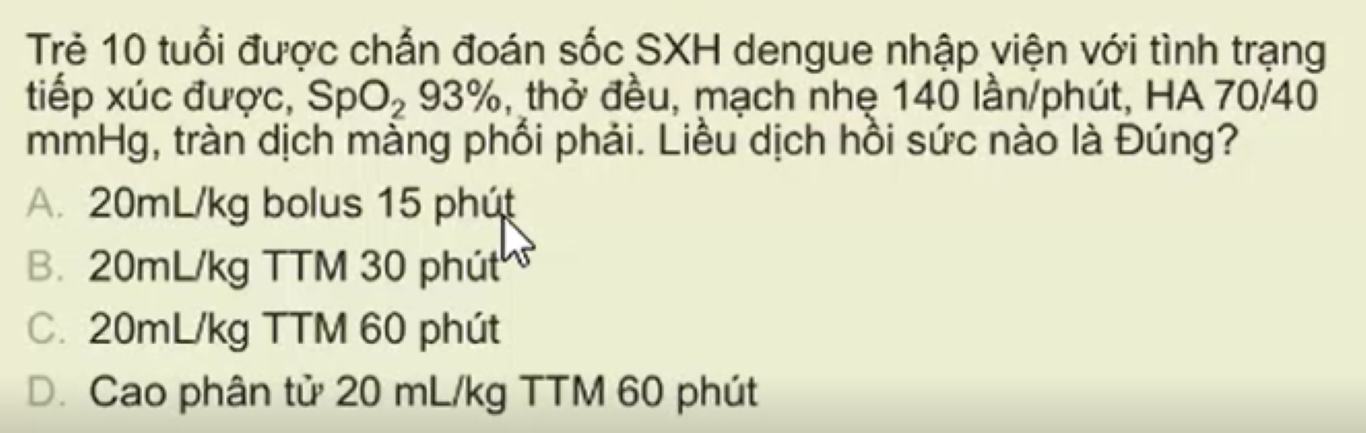 Trẻ 10 tuổi được chẩn đoán sốc SXH dengue nhập viện với tình trạng
tiếp xúc được, SpO₂ 93%, thở đều, mạch nhẹ 140 lần/phút, HA 70/40
mmHg, tràn dịch màng phổi phải. Liều dịch hồi sức nào là Đúng?
A. 20mL/kg bolus 15 phút
B. 20mL/kg TTM 30 phút
C. 20mL/kg TTM 60 phút
D. Cao phân tử 20 mL/kg TTM 60 phút